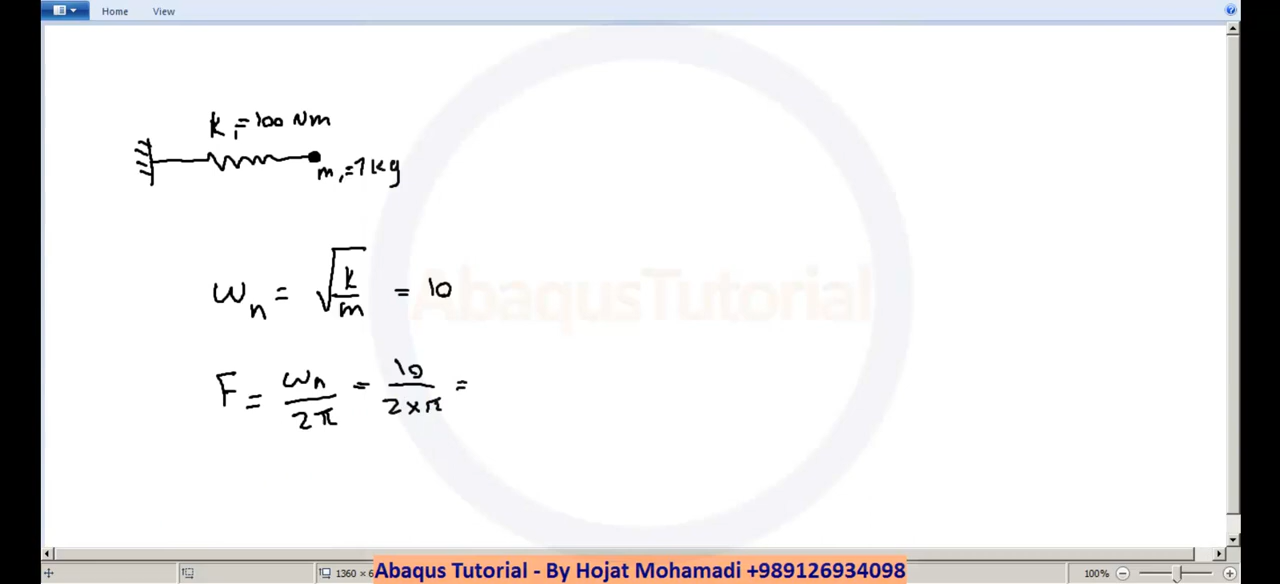 Home View
k₁=100 Nm
m₁=1kg
ωn = √k/m = 10
AbaqusTutorial
F = ωn/2π = 10/2×π =
1360 × 6
Abaqus Tutorial - By Hojat Mohamadi +989126934098
100%